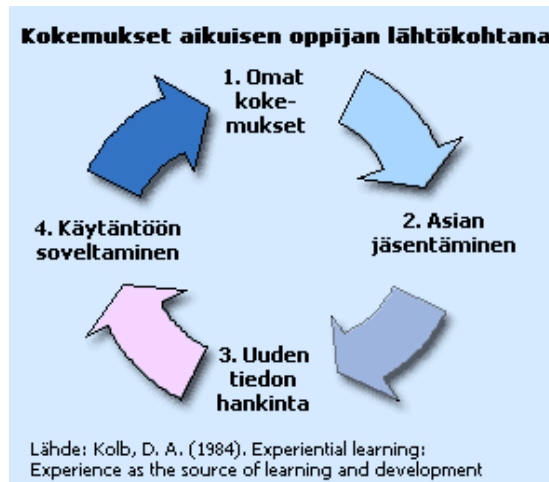 Kokemukset aikuisen oppijan lähtökohtana
1. Omat
koke-
mukset
2. Asian
jäsentäminen
3. Uuden
tiedon
hankinta
4. Käytäntöön
soveltaminen
Lähde: Kolb, D. A. (1984). Experiential learning:
Experience as the source of learning and development